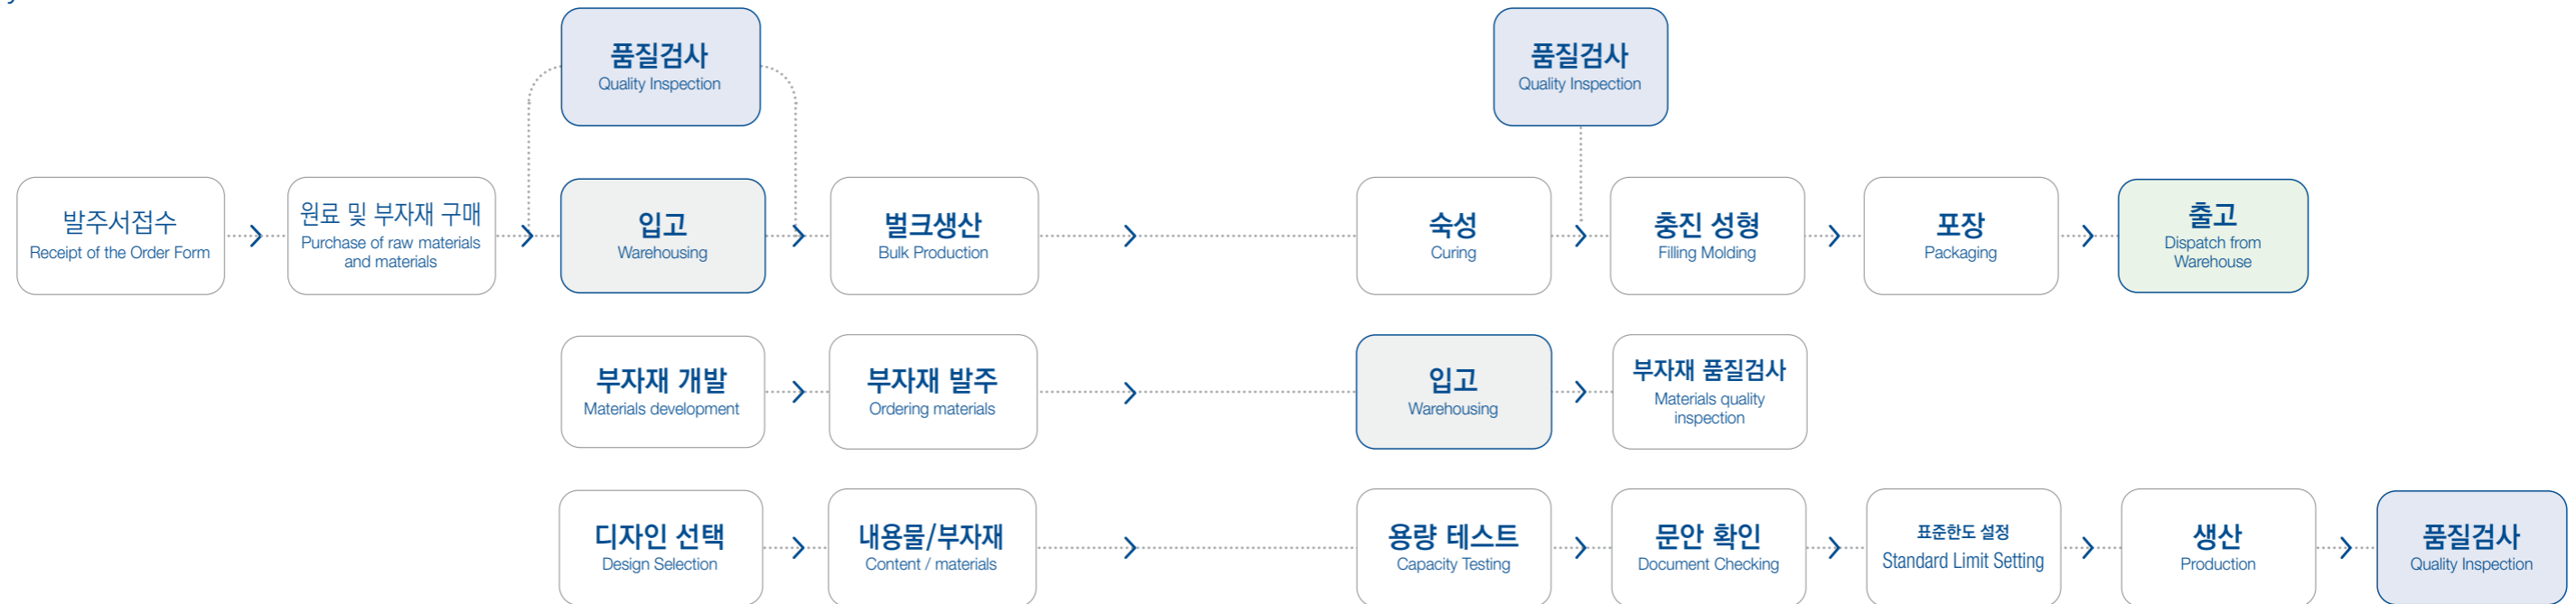 품질검사
Quality Inspection
품질검사
Quality Inspection
발주서접수
Receipt of the Order Form
원료 및 부자재 구매
Purchase of raw materials
and materials
입고
Warehousing
벌크생산
Bulk Production
숙성
Curing
충진 성형
Filling Molding
포장
Packaging
출고
Dispatch from
Warehouse
부자재 개발
Materials development
부자재 발주
Ordering materials
입고
Warehousing
부자재 품질검사
Materials quality
inspection
디자인 선택
Design Selection
내용물/부자재
Content / materials
용량 테스트
Capacity Testing
문안 확인
Document Checking
표준한도 설정
Standard Limit Setting
생산
Production
품질검사
Quality Inspection